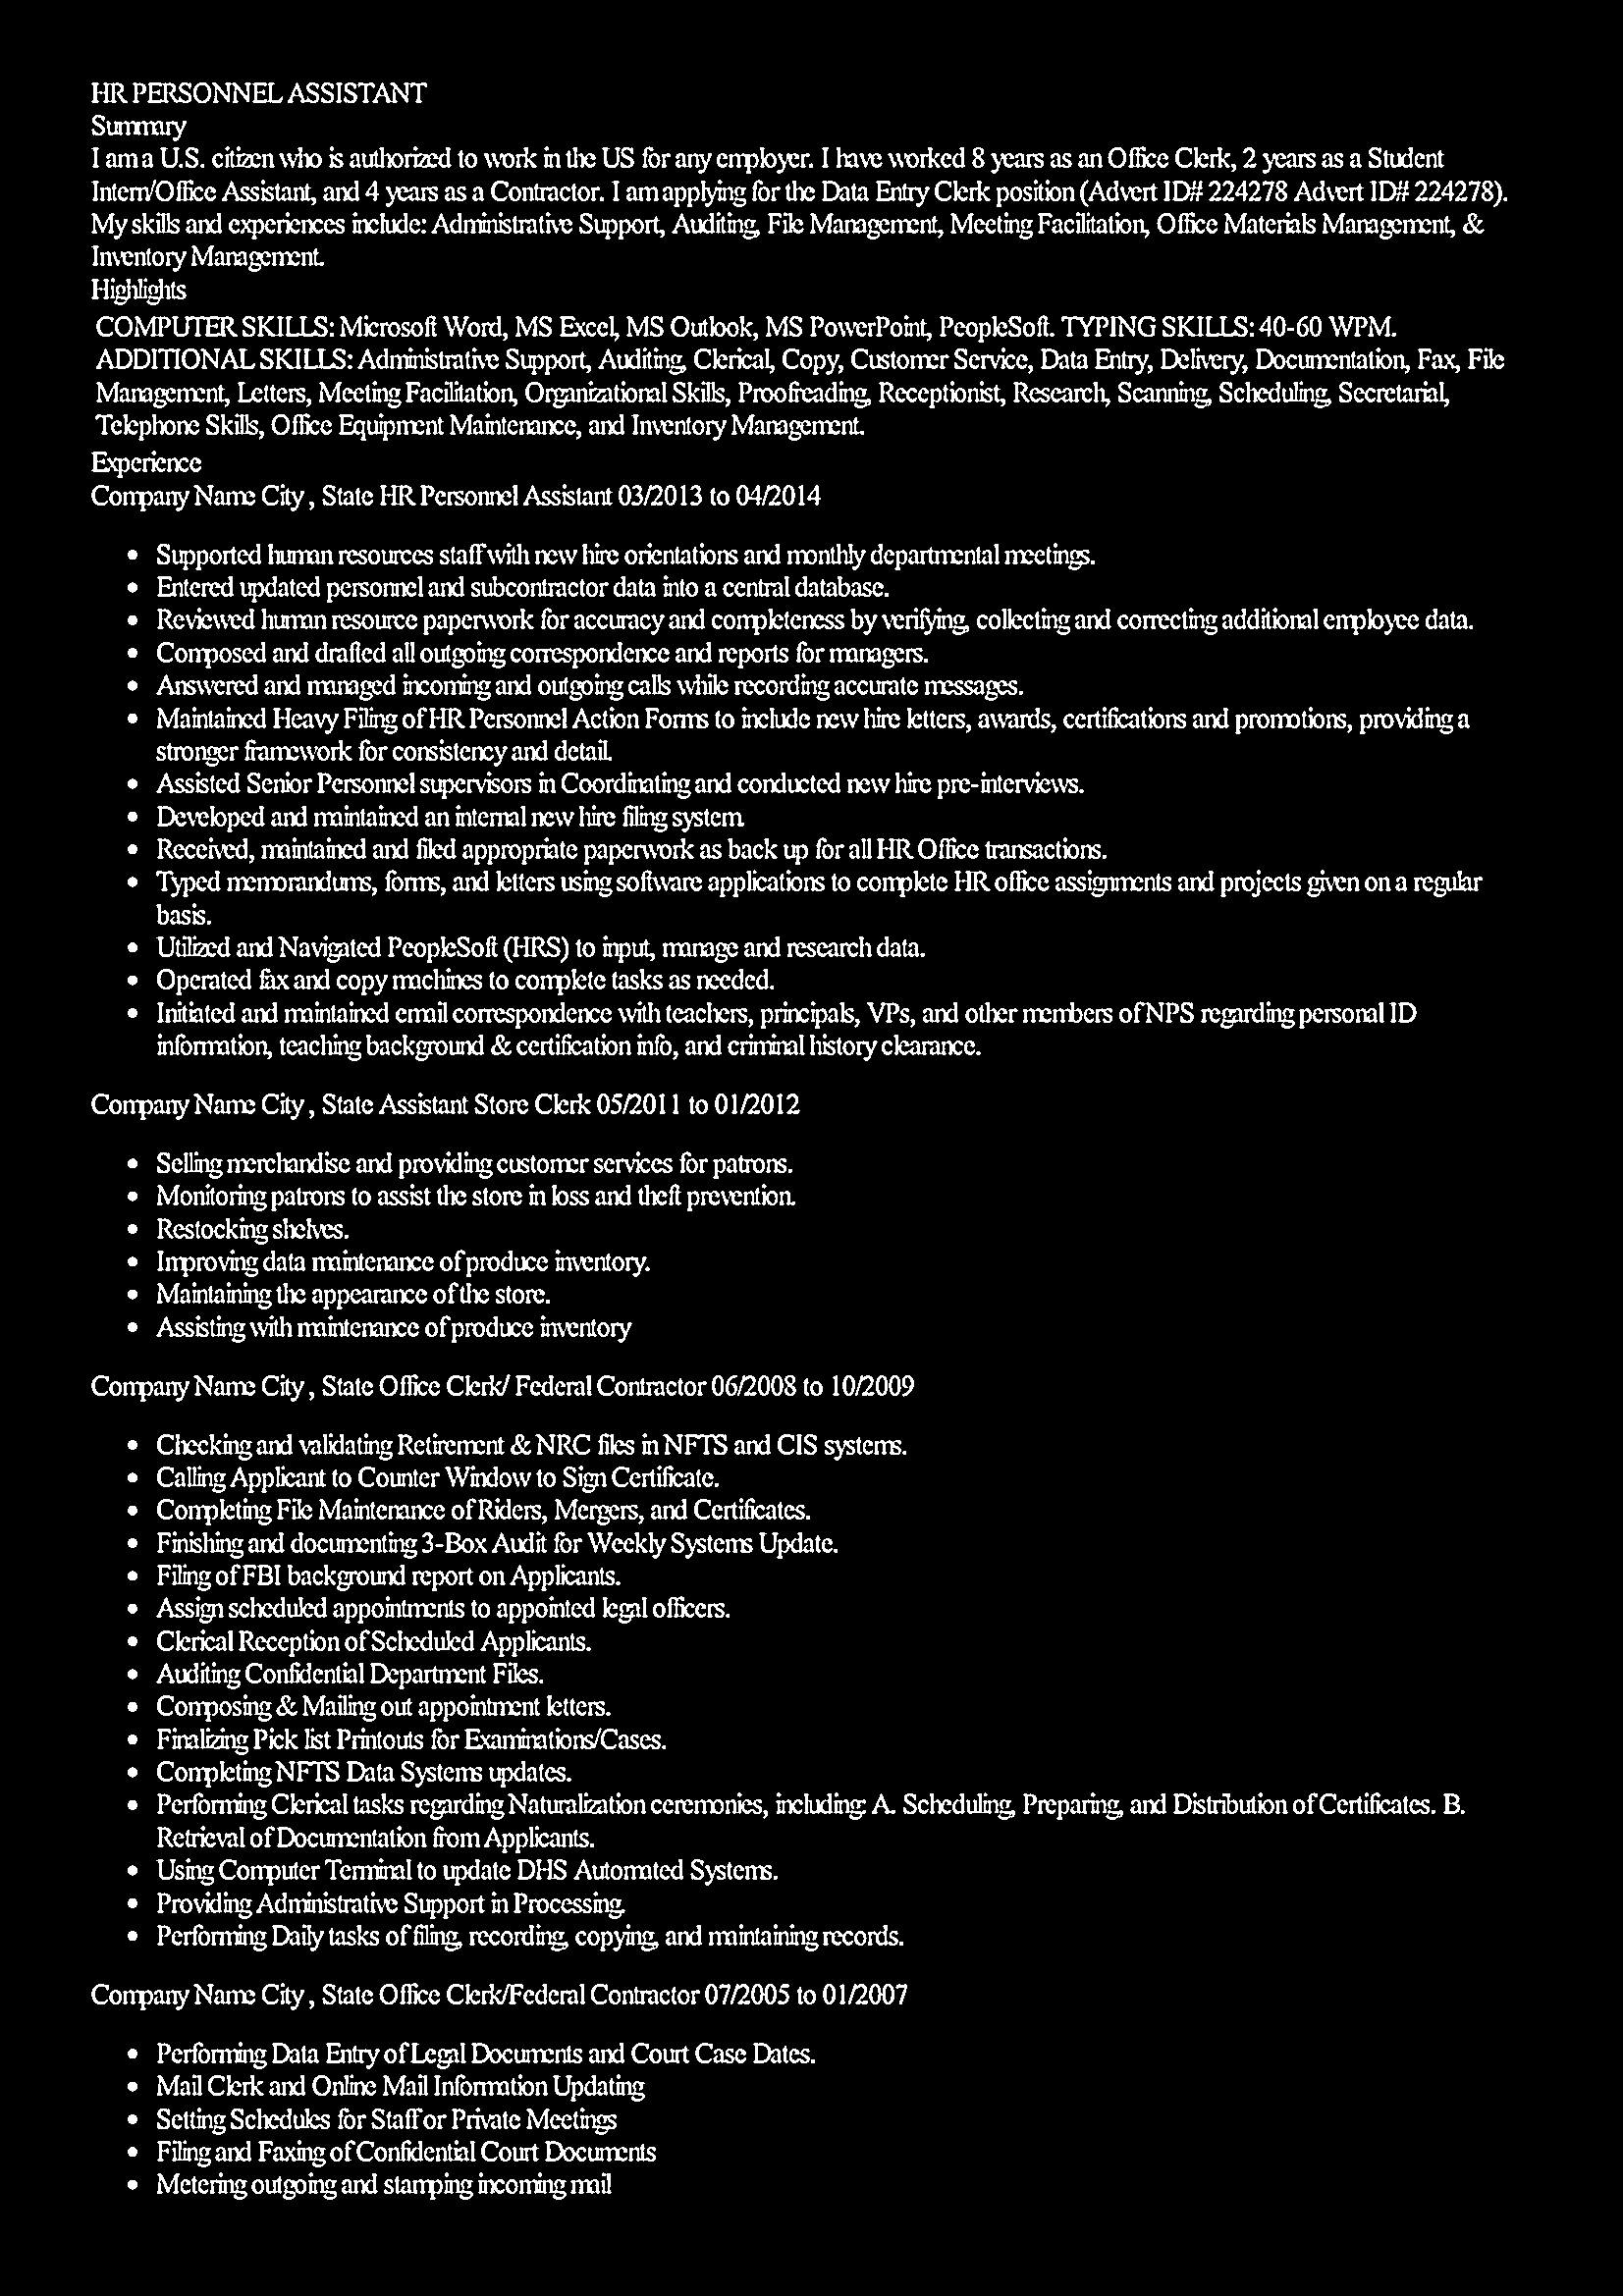 HR PERSONNEL ASSISTANT
Summary
I am a U.S. citizen who is authorized to work in the US for any employer. I have worked 8 years as an Office Clerk, 2 years as a Student
Intern/Office Assistant, and 4 years as a Contractor. I am applying for the Data Entry Clerk position (Advert ID# 224278 Advert ID# 224278).
My skills and experiences include: Administrative Support, Auditing, File Management, Meeting Facilitation, Office Materials Management, &
Inventory Management.
Highlights
COMPUTER SKILLS: Microsoft Word, MS Excel, MS Outlook, MS PowerPoint, PeopleSoft. TYPING SKILLS: 40-60 WPM.
ADDITIONAL SKILLS: Administrative Support, Auditing, Clerical, Copy, Customer Service, Data Entry, Delivery, Documentation, Fax, File
Management, Letters, Meeting Facilitation, Organizational Skills, Proofreading, Receptionist, Research, Scanning, Scheduling, Secretarial,
Telephone Skills, Office Equipment Maintenance, and Inventory Management.
Experience
Company Name City , State HR Personnel Assistant 03/2013 to 04/2014
• Supported human resources staff with new hire orientations and monthly departmental meetings.
• Entered updated personnel and subcontractor data into a central database.
• Reviewed human resource paperwork for accuracy and completeness by verifying, collecting and correcting additional employee data.
• Composed and drafted all outgoing correspondence and reports for managers.
• Answered and managed incoming and outgoing calls while recording accurate messages.
• Maintained Heavy Filing of HR Personnel Action Forms to include new hire letters, awards, certifications and promotions, providing a
stronger framework for consistency and detail.
• Assisted Senior Personnel supervisors in Coordinating and conducted new hire pre-interviews.
• Developed and maintained an internal new hire filing system.
• Received, maintained and filed appropriate paperwork as back up for all HR Office transactions.
• Typed memorandums, forms, and letters using software applications to complete HR office assignments and projects given on a regular
basis.
• Utilized and Navigated PeopleSoft (HRS) to input, manage and research data.
• Operated fax and copy machines to complete tasks as needed.
• Initiated and maintained email correspondence with teachers, principals, VPs, and other members of NPS regarding personal ID
information, teaching background & certification info, and criminal history clearance.
Company Name City , State Assistant Store Clerk 05/2011 to 01/2012
• Selling merchandise and providing customer services for patrons.
• Monitoring patrons to assist the store in loss and theft prevention.
• Restocking shelves.
• Improving data maintenance of produce inventory.
• Maintaining the appearance of the store.
• Assisting with maintenance of produce inventory
Company Name City , State Office Clerk/ Federal Contractor 06/2008 to 10/2009
• Checking and validating Retirement & NRC files in NFTS and CIS systems.
• Calling Applicant to Counter Window to Sign Certificate.
• Completing File Maintenance of Riders, Mergers, and Certificates.
• Finishing and documenting 3-Box Audit for Weekly Systems Update.
• Filing of FBI background report on Applicants.
• Assign scheduled appointments to appointed legal officers.
• Clerical Reception of Scheduled Applicants.
• Auditing Confidential Department Files.
• Composing & Mailing out appointment letters.
• Finalizing Pick list Printouts for Examinations/Cases.
• Completing NFTS Data Systems updates.
• Performing Clerical tasks regarding Naturalization ceremonies, including: A. Scheduling, Preparing, and Distribution of Certificates. B.
Retrieval of Documentation from Applicants.
• Using Computer Terminal to update DHS Automated Systems.
• Providing Administrative Support in Processing.
• Performing Daily tasks of filing, recording, copying, and maintaining records.
Company Name City , State Office Clerk/Federal Contractor 07/2005 to 01/2007
• Performing Data Entry of Legal Documents and Court Case Dates.
• Mail Clerk and Online Mail Information Updating
• Setting Schedules for Staff or Private Meetings
• Filing and Faxing of Confidential Court Documents
• Metering outgoing and stamping incoming mail